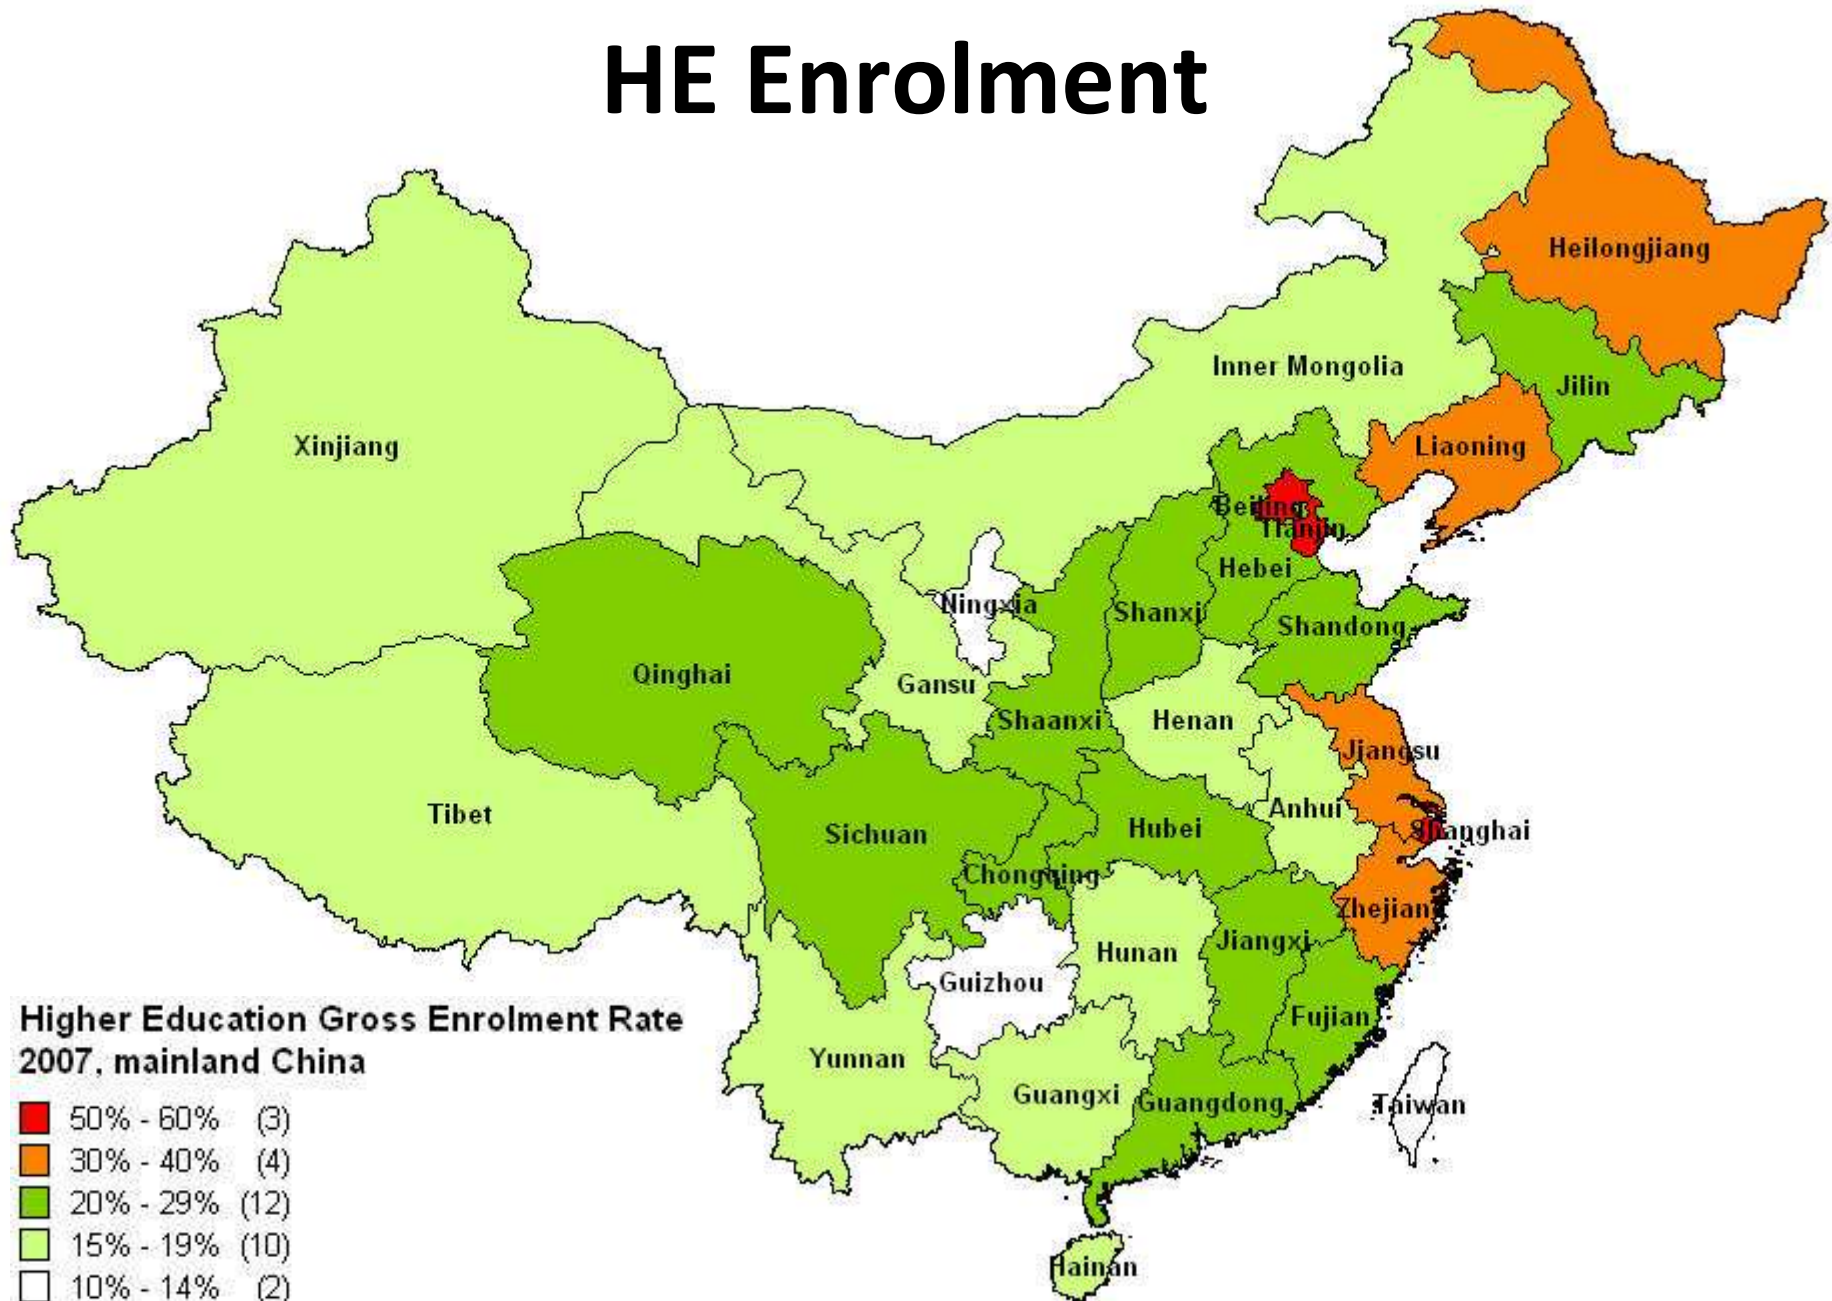 HE Enrolment
Heilongjiang
Inner Mongolia
Jilin
Xinjiang
Liaoning
Beijing
Tianjin
Hebei
Ningxia
Shanxi
Shandong
Qinghai
Gansu
Shaanxi
Henan
Jiangsu
Tibet
Anhui
Sichuan
Hubei
Shanghai
Chongqing
Zhejiang
Jiangxi
Hunan
Guizhou
Fujian
Higher Education Gross Enrolment Rate
2007, mainland China
Yunnan
Guangxi
Guangdong
Taiwan
50% - 60% (3)
30% - 40% (4)
20% - 29% (12)
15% - 19% (10)
10% - 14% (2)
Hainan